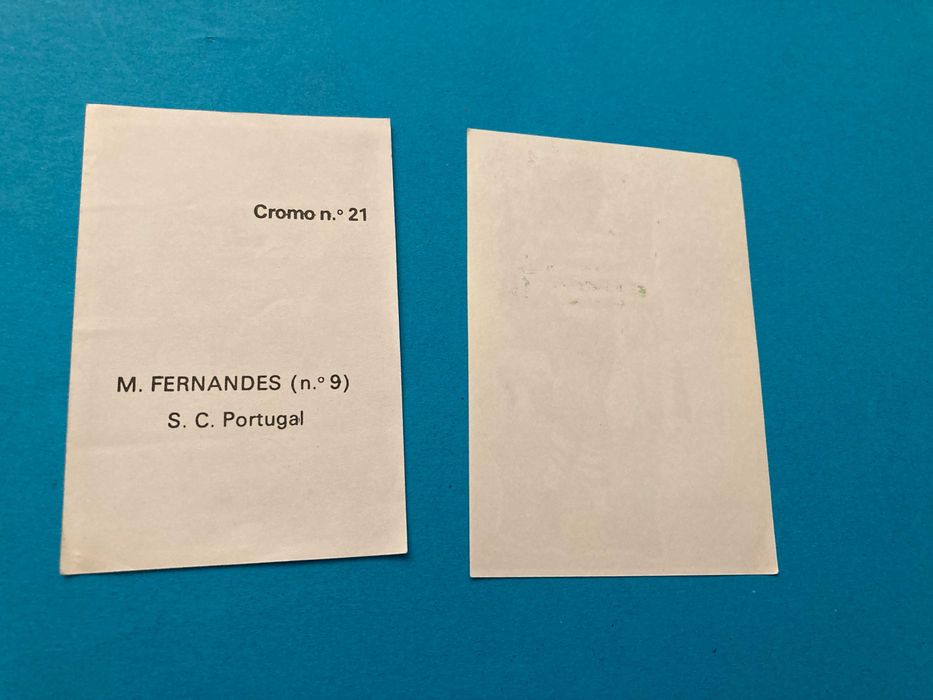 Cromo n.º 21
M. FERNANDES (n.º 9)
S. C. Portugal